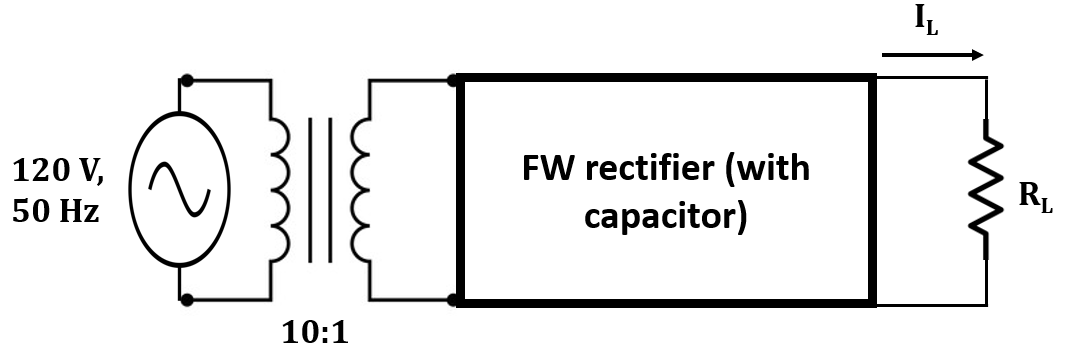 I_L
120 V,
50 Hz
FW rectifier (with
capacitor)
R_L
10:1